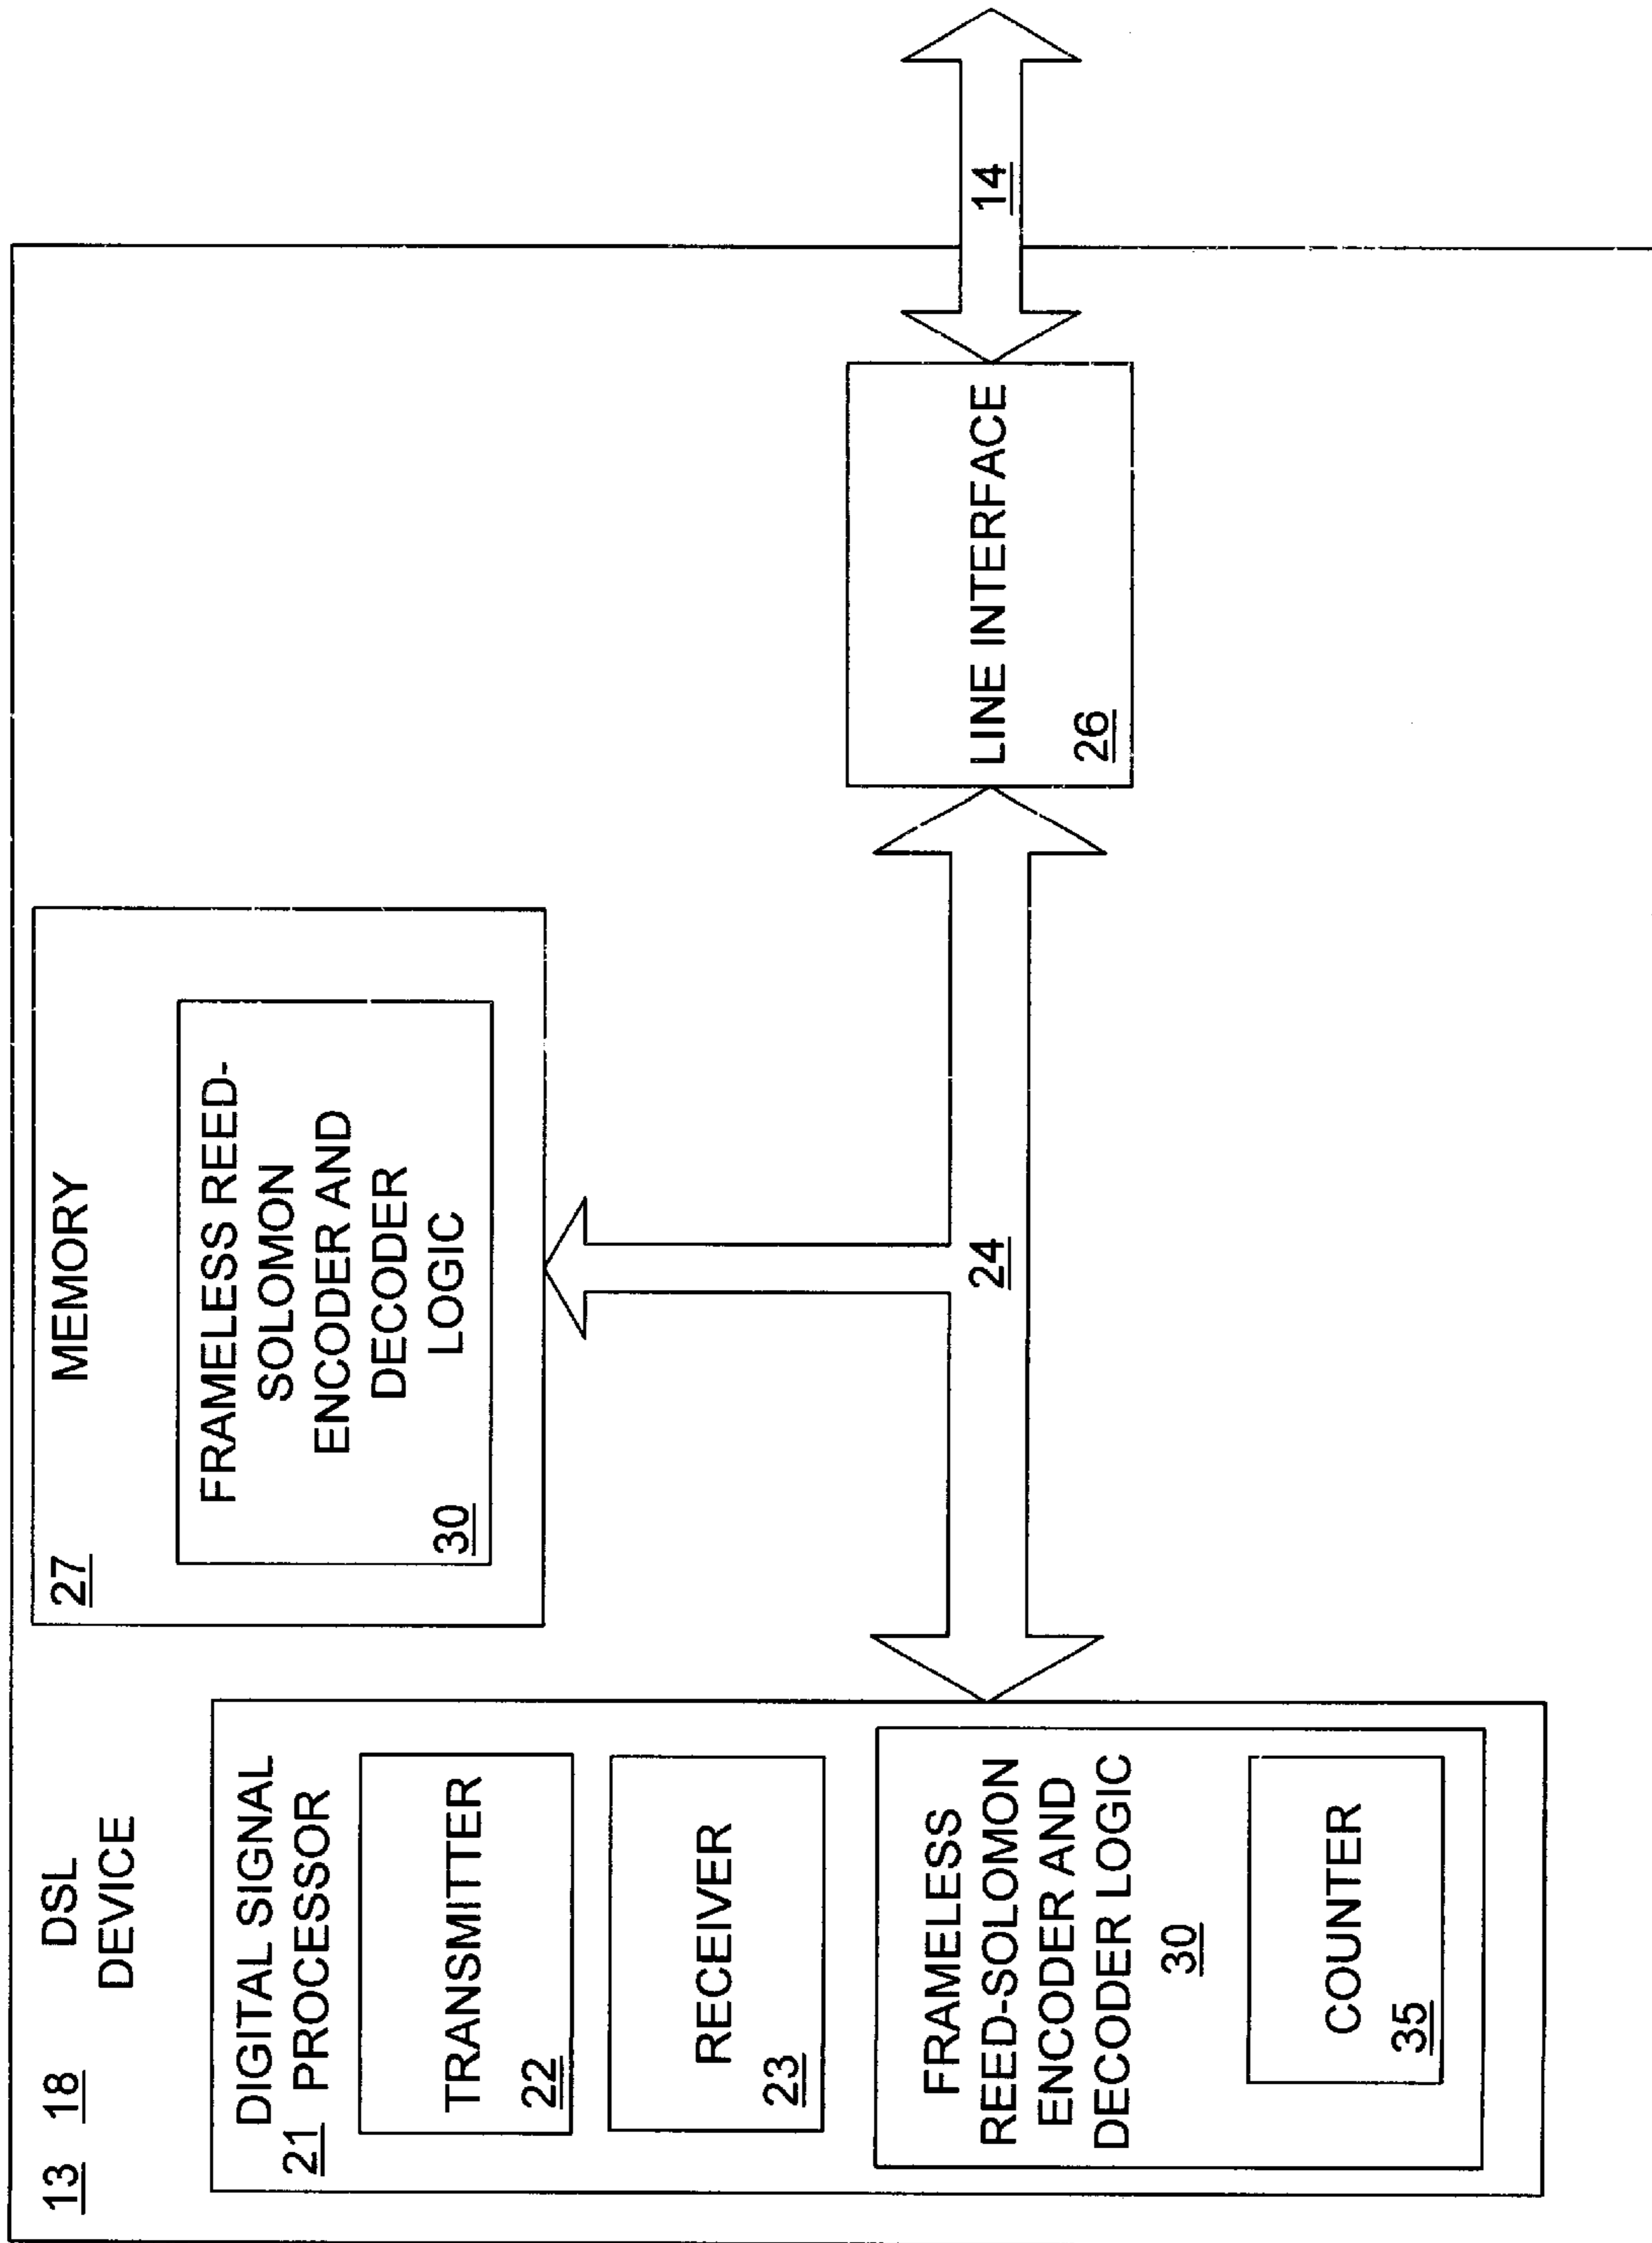 13 18 DSL
DEVICE
DIGITAL SIGNAL
21 PROCESSOR
TRANSMITTER
22
RECEIVER
23
FRAMELESS
REED-SOLOMON
ENCODER AND
DECODER LOGIC
30
COUNTER
35
27 MEMORY
FRAMELESS REED-
SOLOMON
ENCODER AND
DECODER
LOGIC
30
24
LINE INTERFACE
26
14